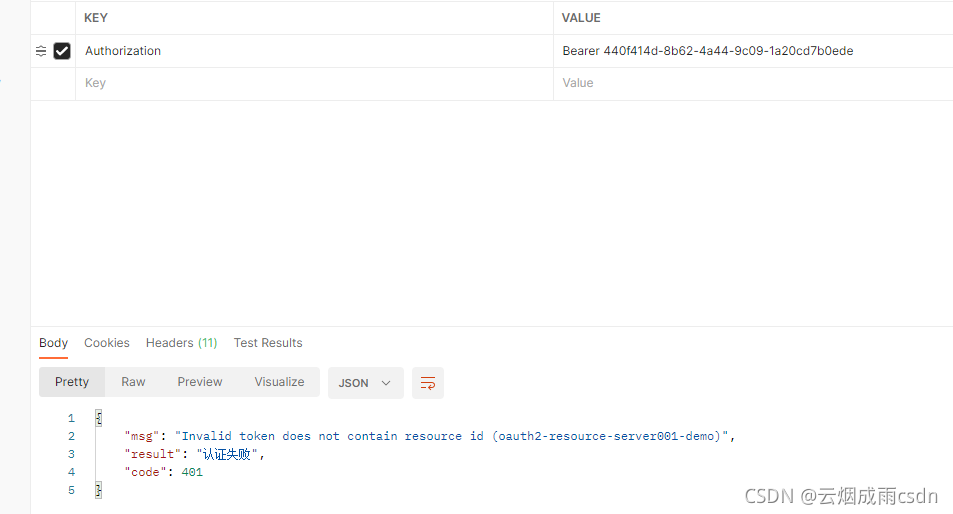 KEY VALUE
Authorization Bearer 440f414d-8b62-4a44-9c09-1a20cd7b0ede
Key Value
Body Cookies Headers (11) Test Results
Pretty Raw Preview Visualize JSON
1 {
2 "msg": "Invalid token does not contain resource id (oauth2-resource-server001-demo)",
3 "result": "认证失败",
4 "code": 401
5 }
CSDN @云烟成雨csdn